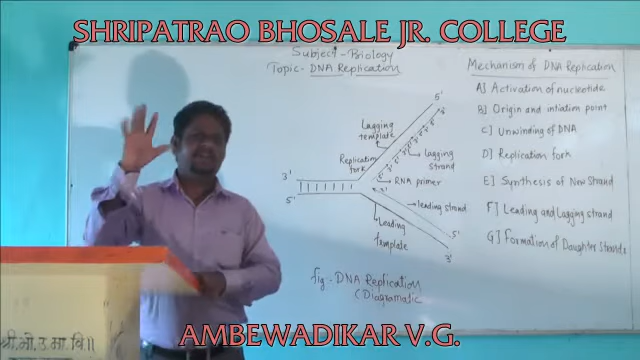 SHRIPATRAO BHOSALE JR. COLLEGE
Subject - Biology
Topic:- DNA Replication
Mechanism of DNA Replication
A] Activation of nucleotide
B] Origin and intiation point
C] Unwinding of DNA
D] Replication fork
E] Synthesis of New Strand
F] Leading and Lagging strand
G] Formation of Doughter Strands
5'
3'
Lagging
template
Replication
fork
lagging
strand
RNA primer
3'
5'
3'
leading strand
Leading
template
5'
3'
fig:- DNA Replication
(Diagramatic
AMBEWADIKAR V.G.